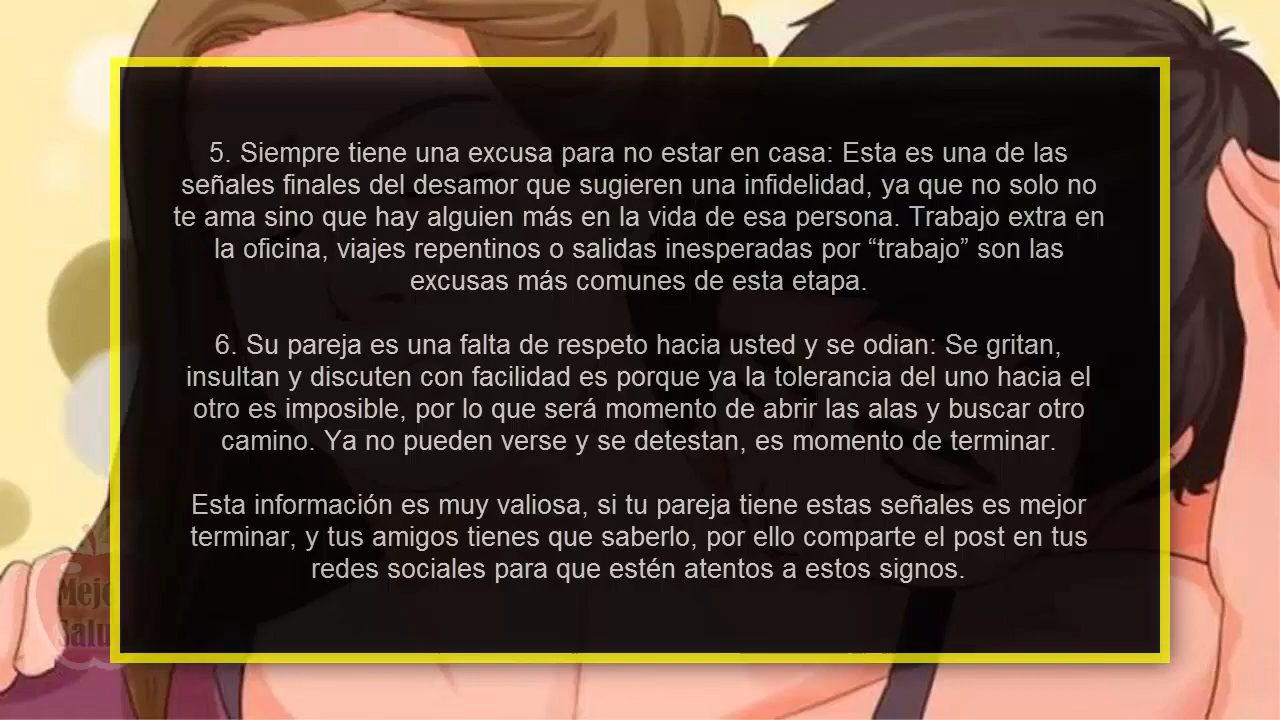 5. Siempre tiene una excusa para no estar en casa: Esta es una de las
señales finales del desamor que sugieren una infidelidad, ya que no solo no
te ama sino que hay alguien más en la vida de esa persona. Trabajo extra en
la oficina, viajes repentinos o salidas inesperadas por “trabajo” son las
excusas más comunes de esta etapa.
6. Su pareja es una falta de respeto hacia usted y se odian: Se gritan,
insultan y discuten con facilidad es porque ya la tolerancia del uno hacia el
otro es imposible, por lo que será momento de abrir las alas y buscar otro
camino. Ya no pueden verse y se detestan, es momento de terminar.
Esta información es muy valiosa, si tu pareja tiene estas señales es mejor
terminar, y tus amigos tienes que saberlo, por ello comparte el post en tus
redes sociales para que estén atentos a estos signos.